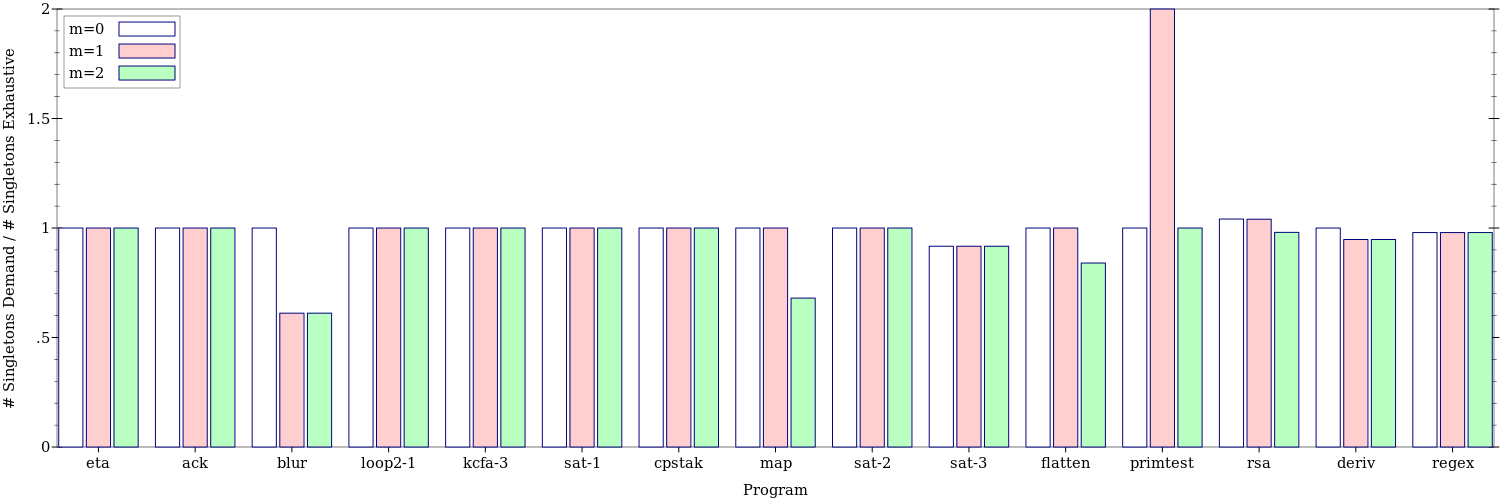 # Singletons Demand / # Singletons Exhaustive
2
1.5
1
.5
0
m=0
m=1
m=2
eta ack blur loop2-1 kcfa-3 sat-1 cpstak map sat-2 sat-3 flatten primtest rsa deriv regex
Program